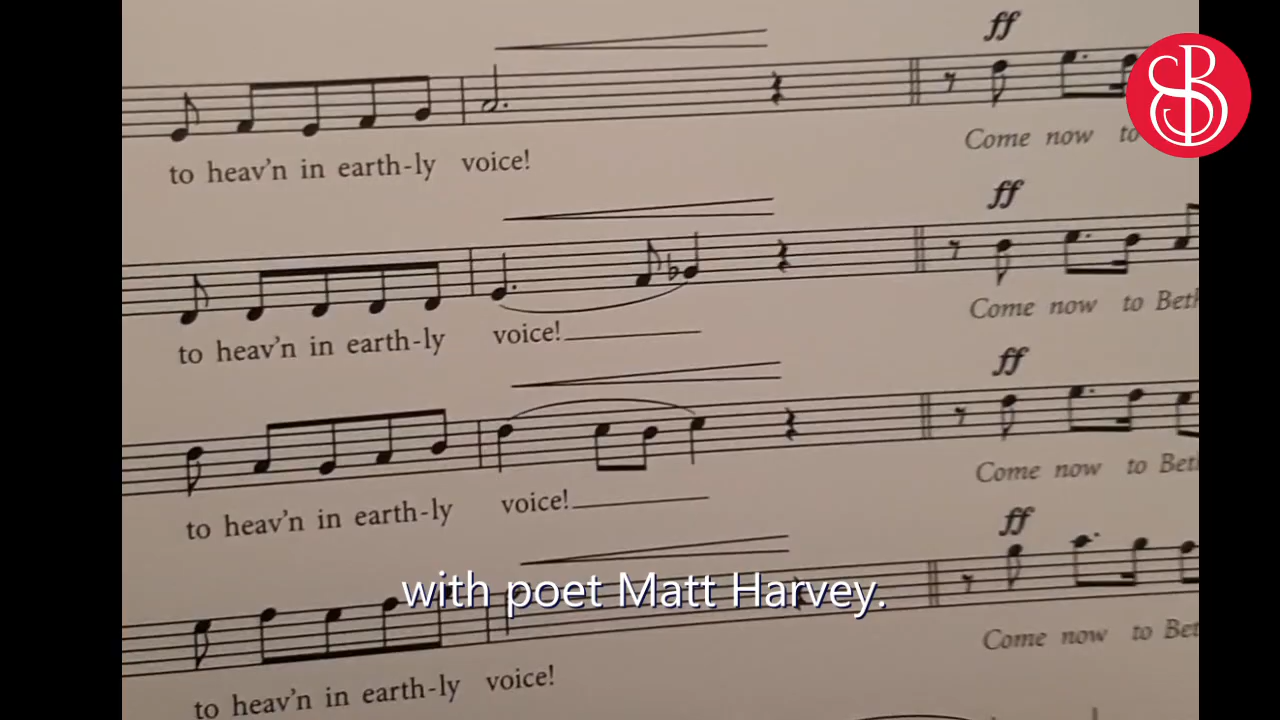 ff
Come now to
to heav'n in earth-ly voice!
ff
Come now to Beth
to heav'n in earth-ly voice!
ff
Come now to Beth
to heav'n in earth-ly voice!
ff
with poet Matt Harvey.
Come now to Bet
to heav'n in earth-ly voice!